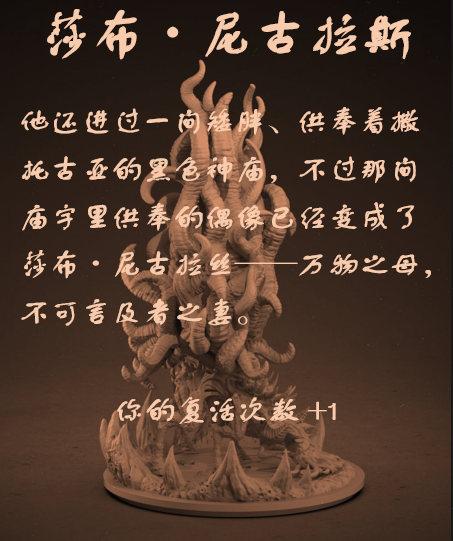 莎布·尼古拉斯
他还进过一间矮胖、供奉着撒
托古亚的黑色神庙，不过那间
庙宇里供奉的偶像已经变成了
莎布·尼古拉丝——万物之母，
不可言及者之妻。
你的复活次数 +1